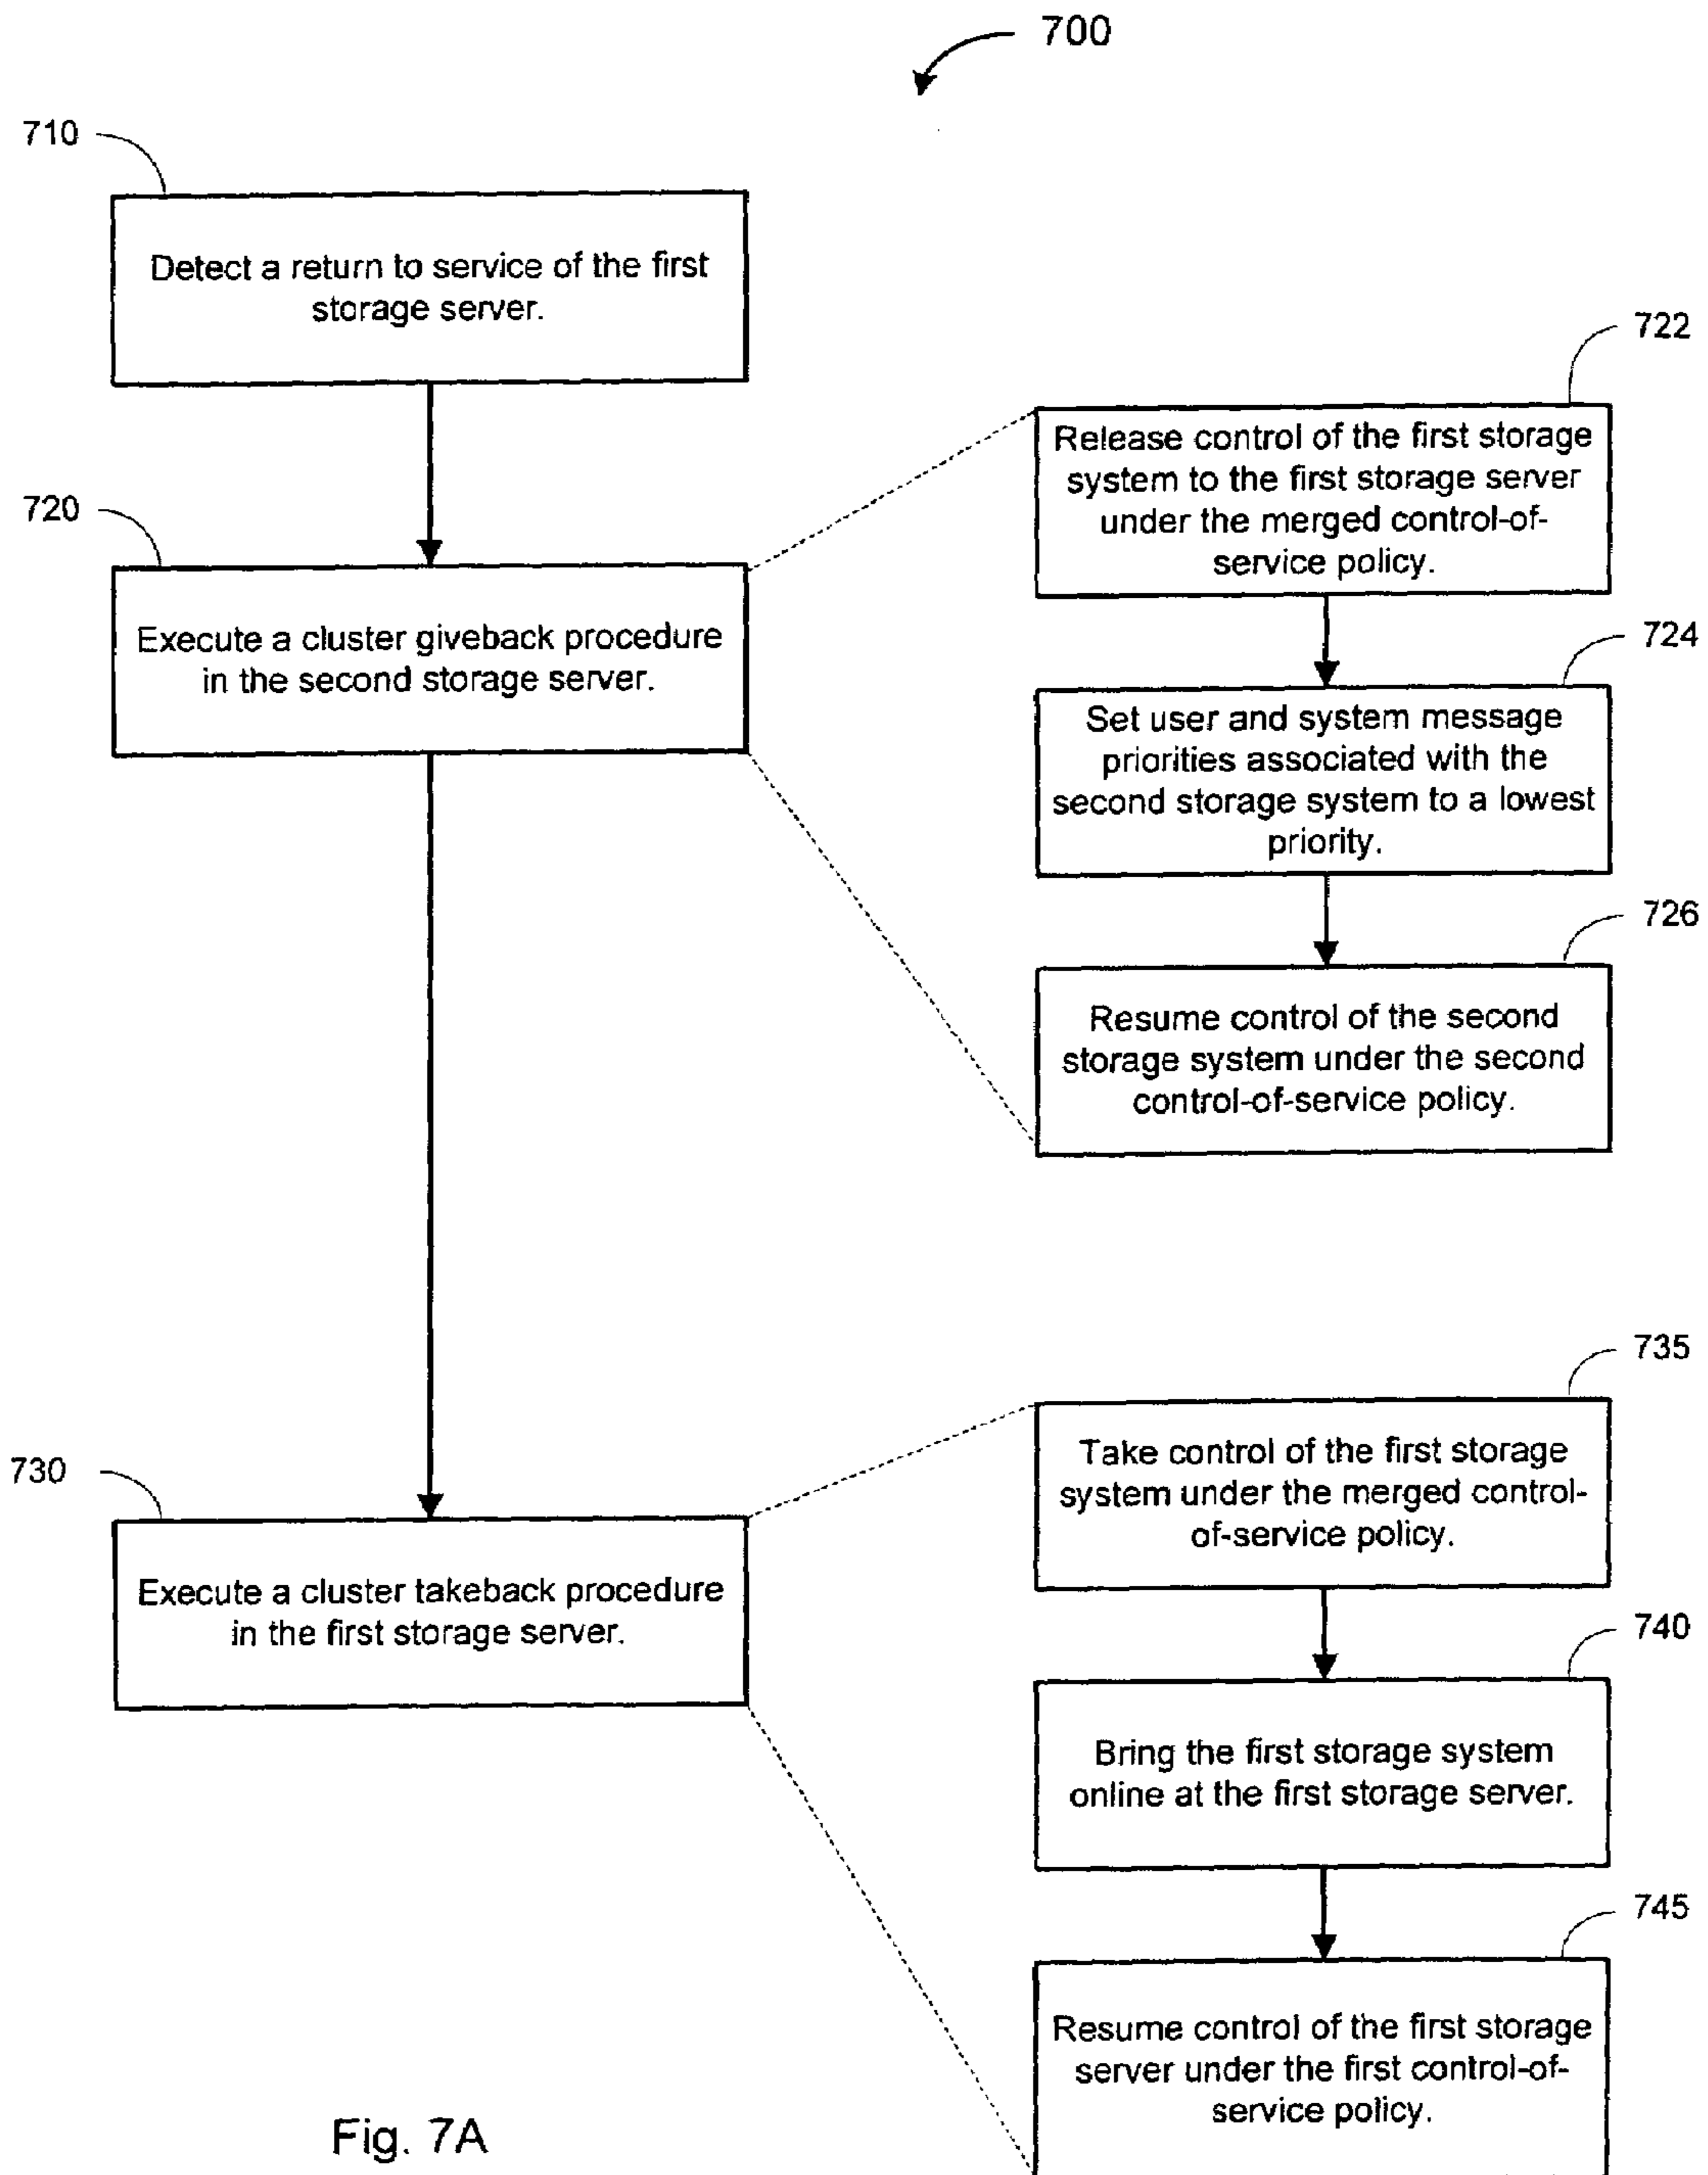 700
710
Detect a return to service of the first
storage server.
722
Release control of the first storage
system to the first storage server
under the merged control-of-
service policy.
720
Execute a cluster giveback procedure
in the second storage server.
724
Set user and system message
priorities associated with the
second storage system to a lowest
priority.
726
Resume control of the second
storage system under the second
control-of-service policy.
735
Take control of the first storage
system under the merged control-
of-service policy.
730
Execute a cluster takeback procedure
in the first storage server.
740
Bring the first storage system
online at the first storage server.
745
Resume control of the first storage
server under the first control-of-
service policy.
Fig. 7A